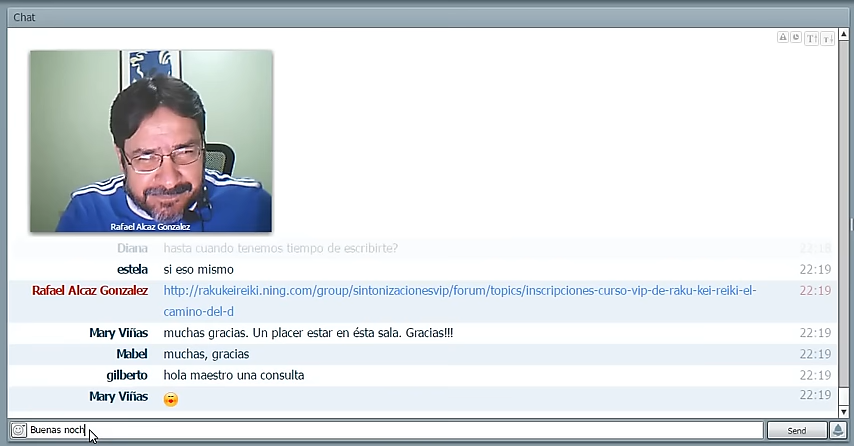 Chat
Rafael Alcaz Gonzalez
Diana hasta cuando tenemos tiempo de escribirte? 22:18
estela si eso mismo 22:19
Rafael Alcaz Gonzalez http://rakukeireiki.ning.com/group/sintonizacionesvip/forum/topics/inscripciones-curso-vip-de-raku-kei-reiki-el- 22:19
camino-del-d
Mary Viñas muchas gracias. Un placer estar en ésta sala. Gracias!!! 22:19
Mabel muchas, gracias 22:19
gilberto hola maestro una consulta 22:19
Mary Viñas 22:19
Buenas noch Send